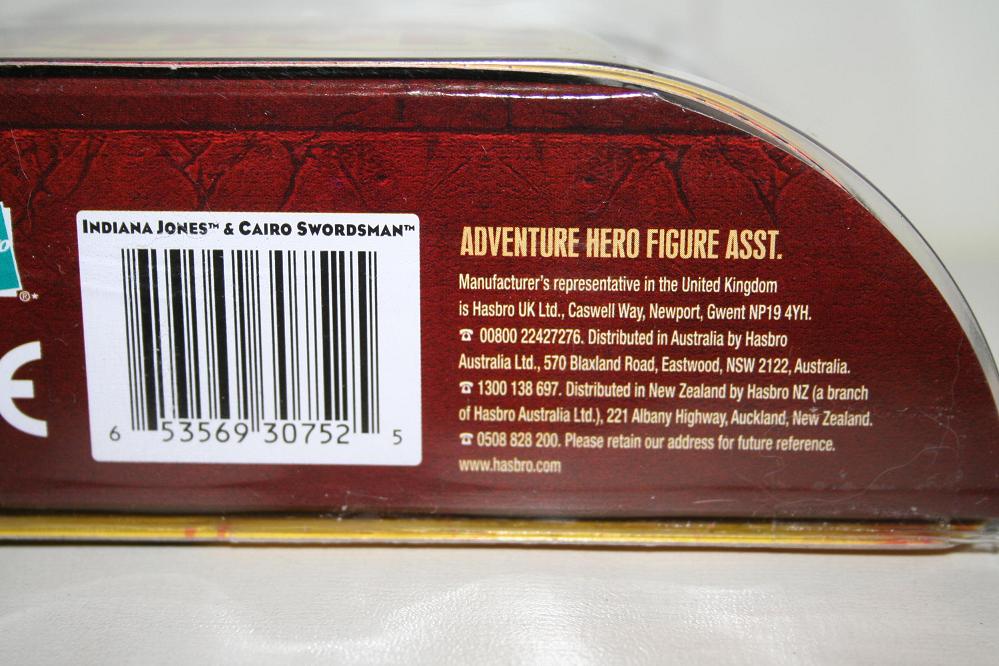 INDIANA JONES™ & CAIRO SWORDSMAN™
6 53569 30752 5
ADVENTURE HERO FIGURE ASST.
Manufacturer's representative in the United Kingdom
is Hasbro UK Ltd., Caswell Way, Newport, Gwent NP19 4YH.
☎ 00800 22427276. Distributed in Australia by Hasbro
Australia Ltd., 570 Blaxland Road, Eastwood, NSW 2122, Australia.
☎ 1300 138 697. Distributed in New Zealand by Hasbro NZ (a branch
of Hasbro Australia Ltd.), 221 Albany Highway, Auckland, New Zealand.
☎ 0508 828 200. Please retain our address for future reference.
www.hasbro.com
®*
CE